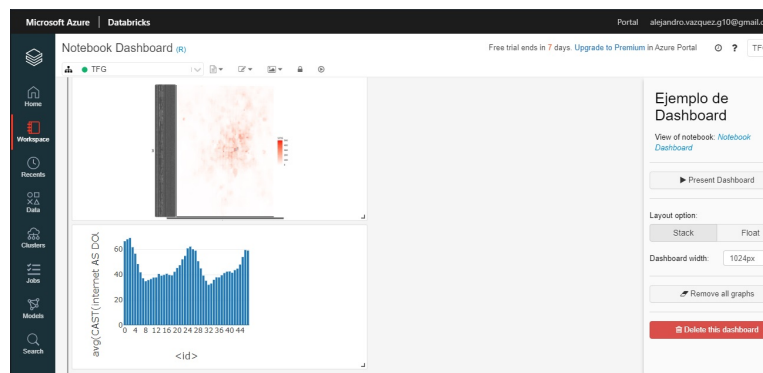 Microsoft Azure | Databricks
Portal alejandro.vazquez.g10@gmail.c
Notebook Dashboard (R)
Free trial ends in 7 days. Upgrade to Premium in Azure Portal
? TF
TFG
Home
Workspace
Recents
Data
Clusters
Jobs
Models
Search
avg(CAST(internet AS DOU
60
40
20
0
0 4 8 12 16 20 24 28 32 36 40 44
<id>
Ejemplo de
Dashboard
View of notebook: Notebook
Dashboard
Present Dashboard
Layout option:
Stack Float
Dashboard width: 1024px
Remove all graphs
Delete this dashboard